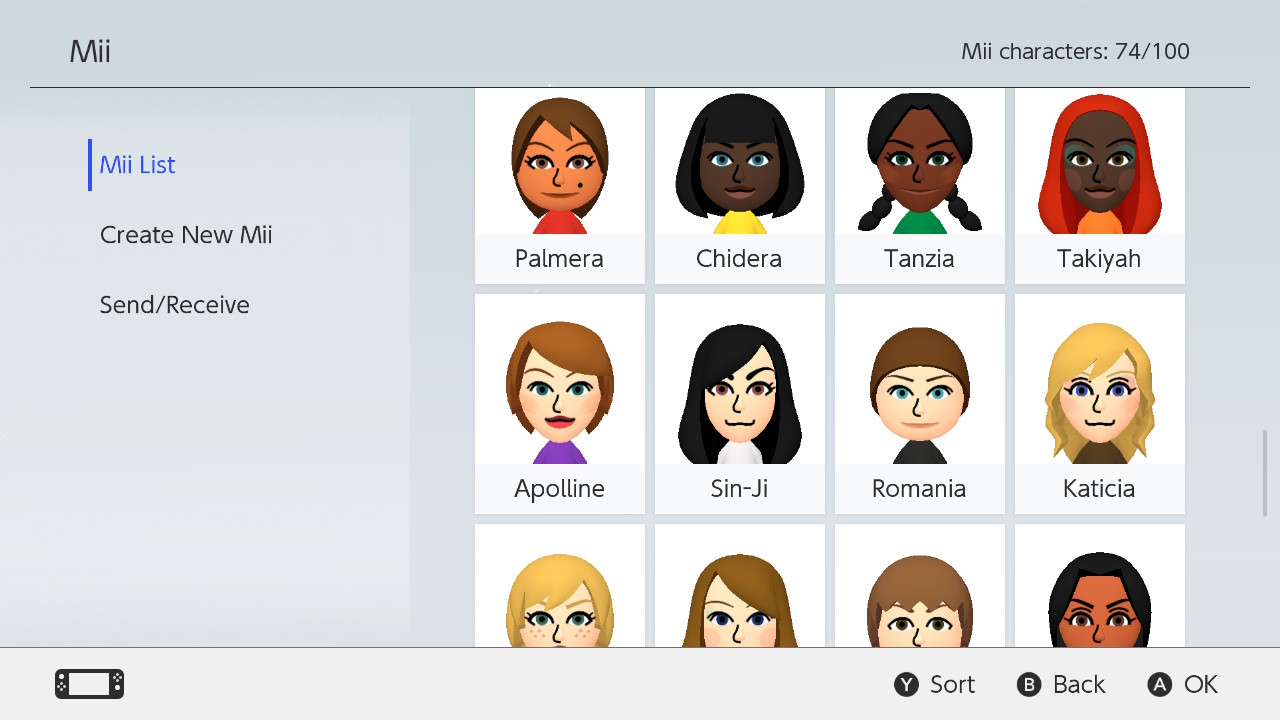 Mii
Mii characters: 74/100
Mii List
Create New Mii
Send/Receive
Palmera
Chidera
Tanzia
Takiyah
Apolline
Sin-Ji
Romania
Katicia
Y Sort
B Back
A OK